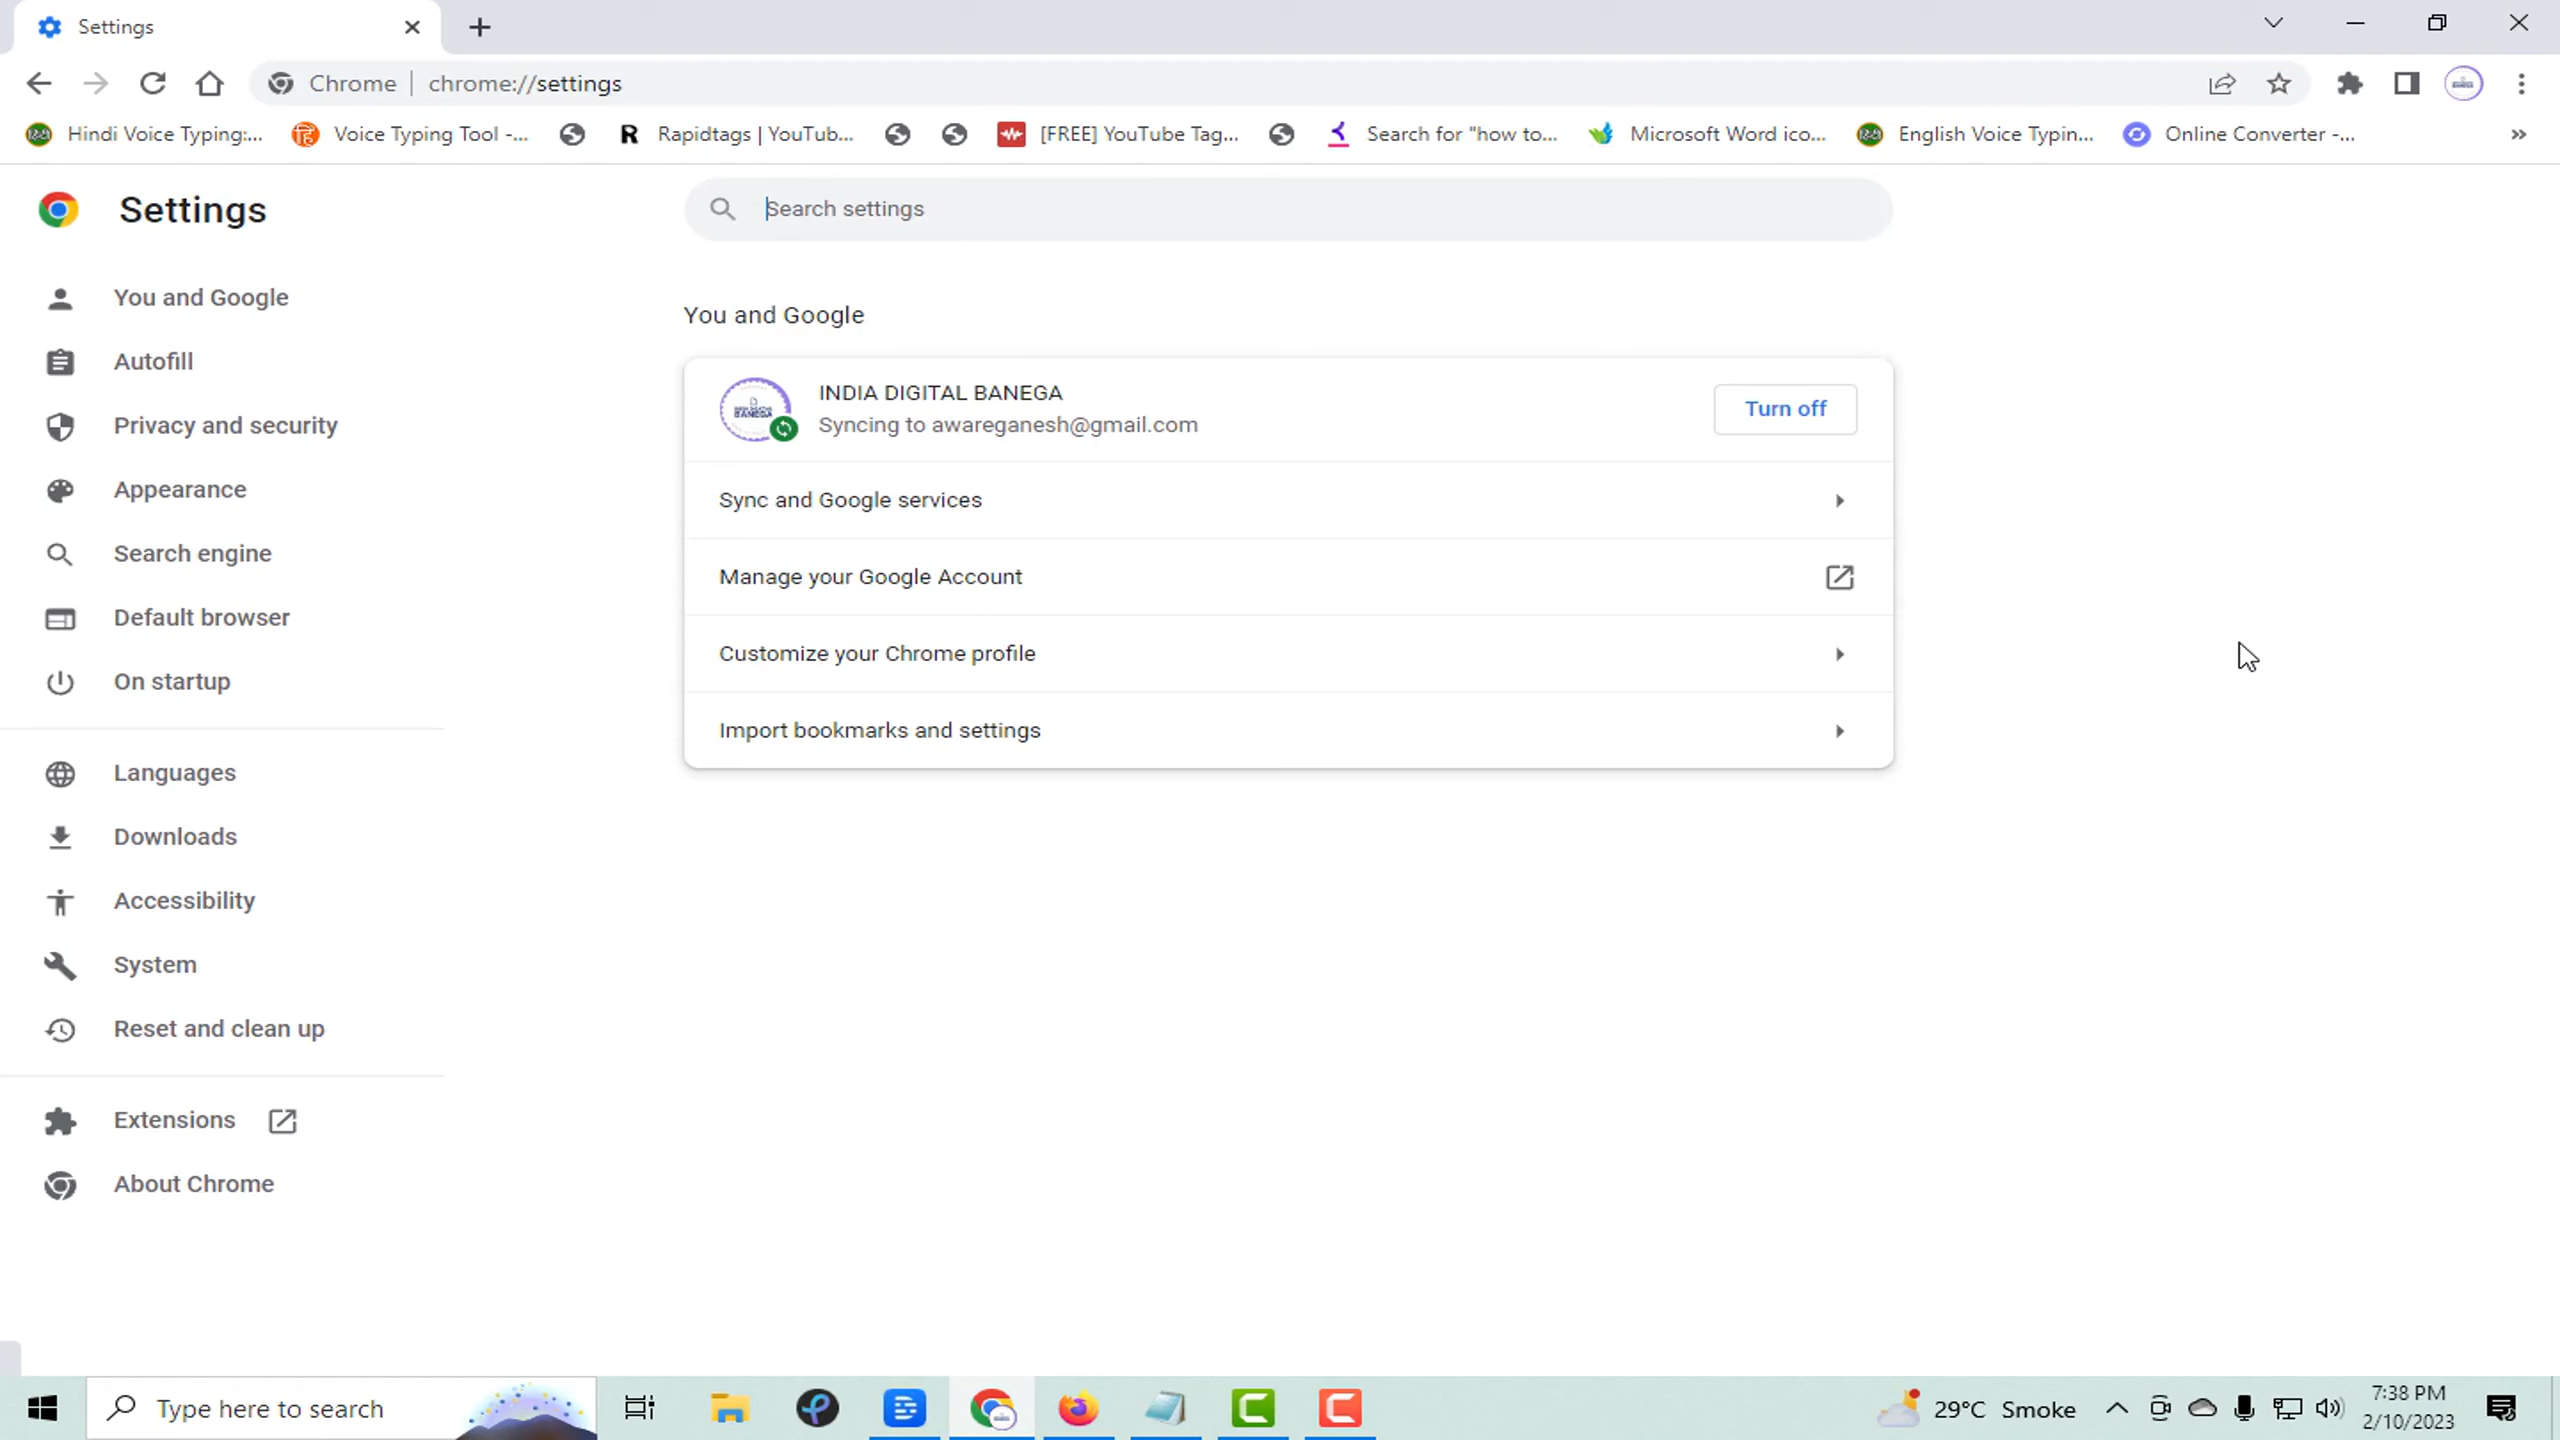 Settings
Chrome | chrome://settings
Hindi Voice Typing:...
Voice Typing Tool -...
R Rapidtags | YouTub...
[FREE] YouTube Tag...
Search for "how to...
Microsoft Word ico...
English Voice Typin...
Online Converter -...
»
Settings
Search settings
You and Google
Autofill
Privacy and security
Appearance
Search engine
Default browser
On startup
Languages
Downloads
Accessibility
System
Reset and clean up
Extensions
About Chrome
You and Google
INDIA DIGITAL BANEGA
Syncing to awareganesh@gmail.com
Turn off
Sync and Google services
Manage your Google Account
Customize your Chrome profile
Import bookmarks and settings
Type here to search
29°C Smoke
7:38 PM
2/10/2023